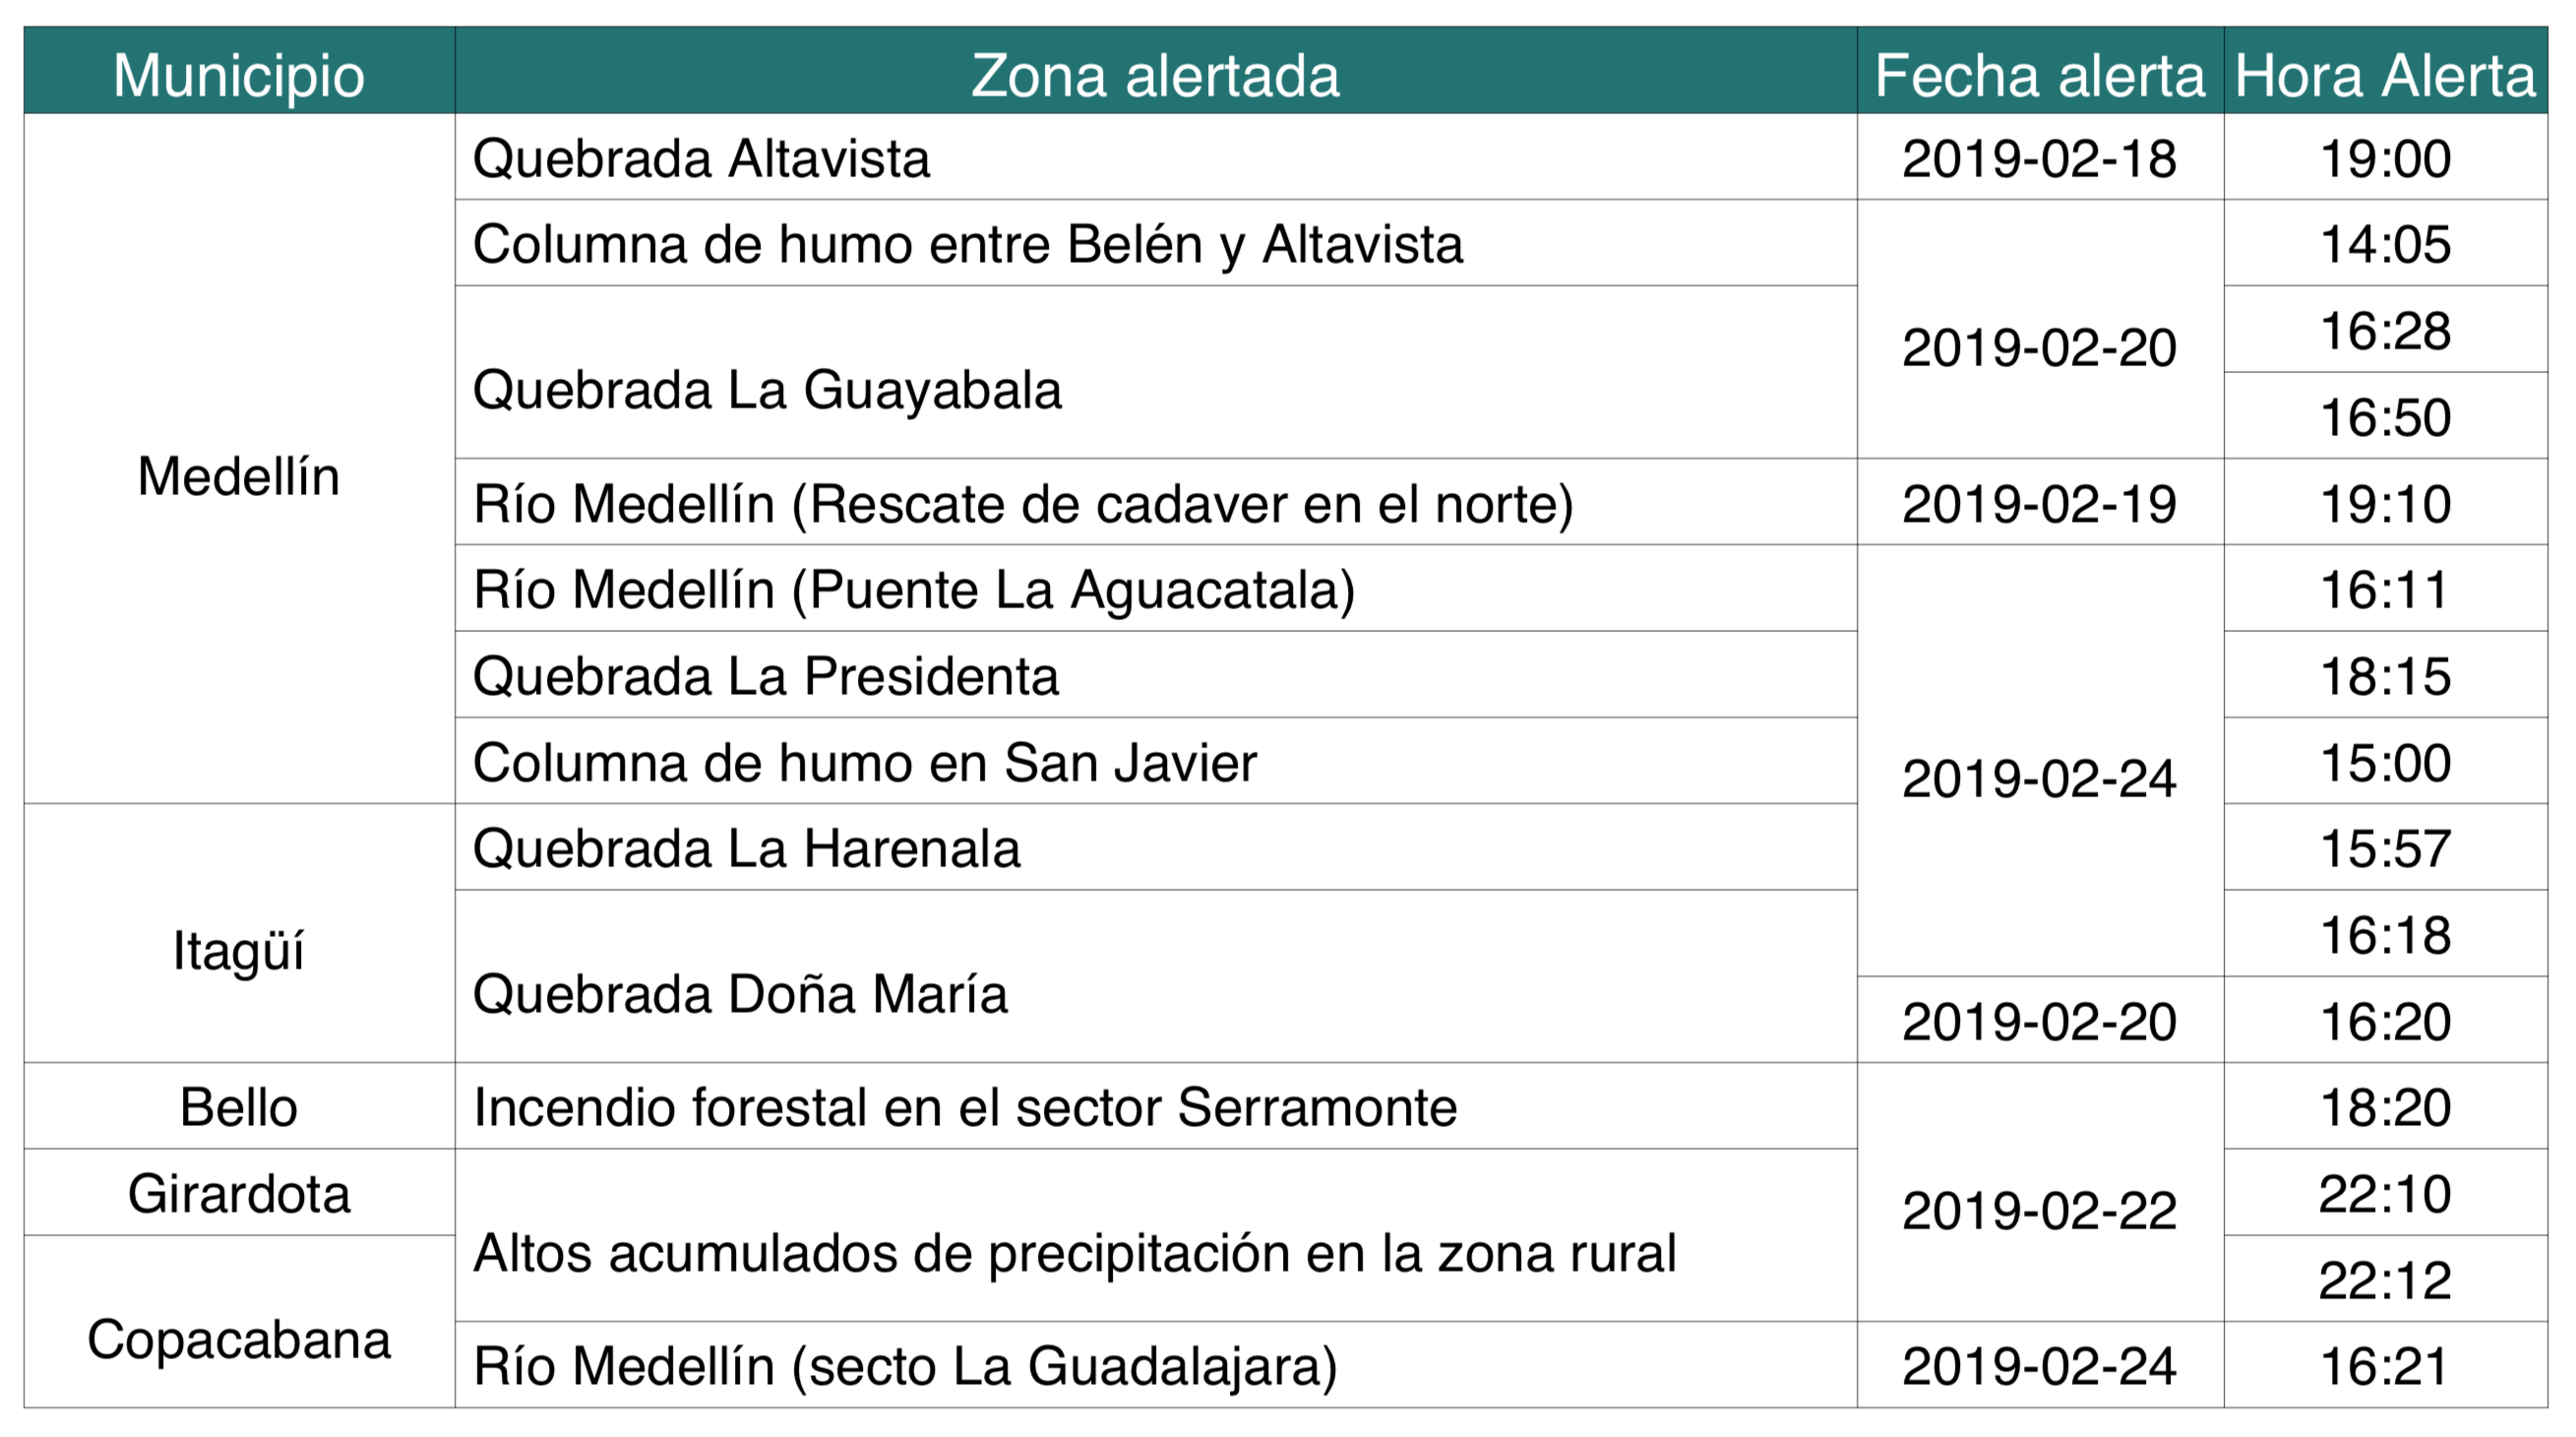 Municipio Zona alertada Fecha alerta Hora Alerta
Medellín Quebrada Altavista 2019-02-18 19:00
Columna de humo entre Belén y Altavista 2019-02-20 14:05
Quebrada La Guayabala 16:28
16:50
Río Medellín (Rescate de cadaver en el norte) 2019-02-19 19:10
Río Medellín (Puente La Aguacatala) 2019-02-24 16:11
Quebrada La Presidenta 18:15
Columna de humo en San Javier 15:00
Itagüí Quebrada La Harenala 15:57
Quebrada Doña María 16:18
2019-02-20 16:20
Bello Incendio forestal en el sector Serramonte 2019-02-22 18:20
Girardota Altos acumulados de precipitación en la zona rural 22:10
Copacabana 22:12
Río Medellín (secto La Guadalajara) 2019-02-24 16:21